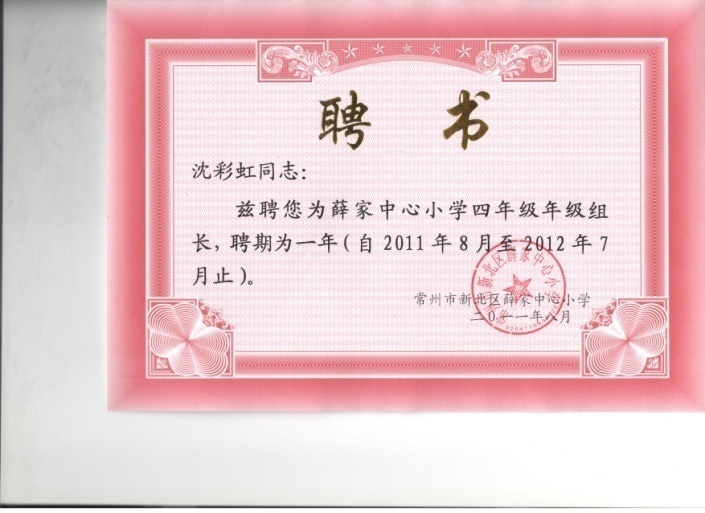 聘 书
沈彩虹同志：
兹聘您为薛家中心小学四年级年级组
长，聘期为一年（自2011年8月至2012年7
月止）。
常州市新北区薛家中心小学
二〇一一年八月